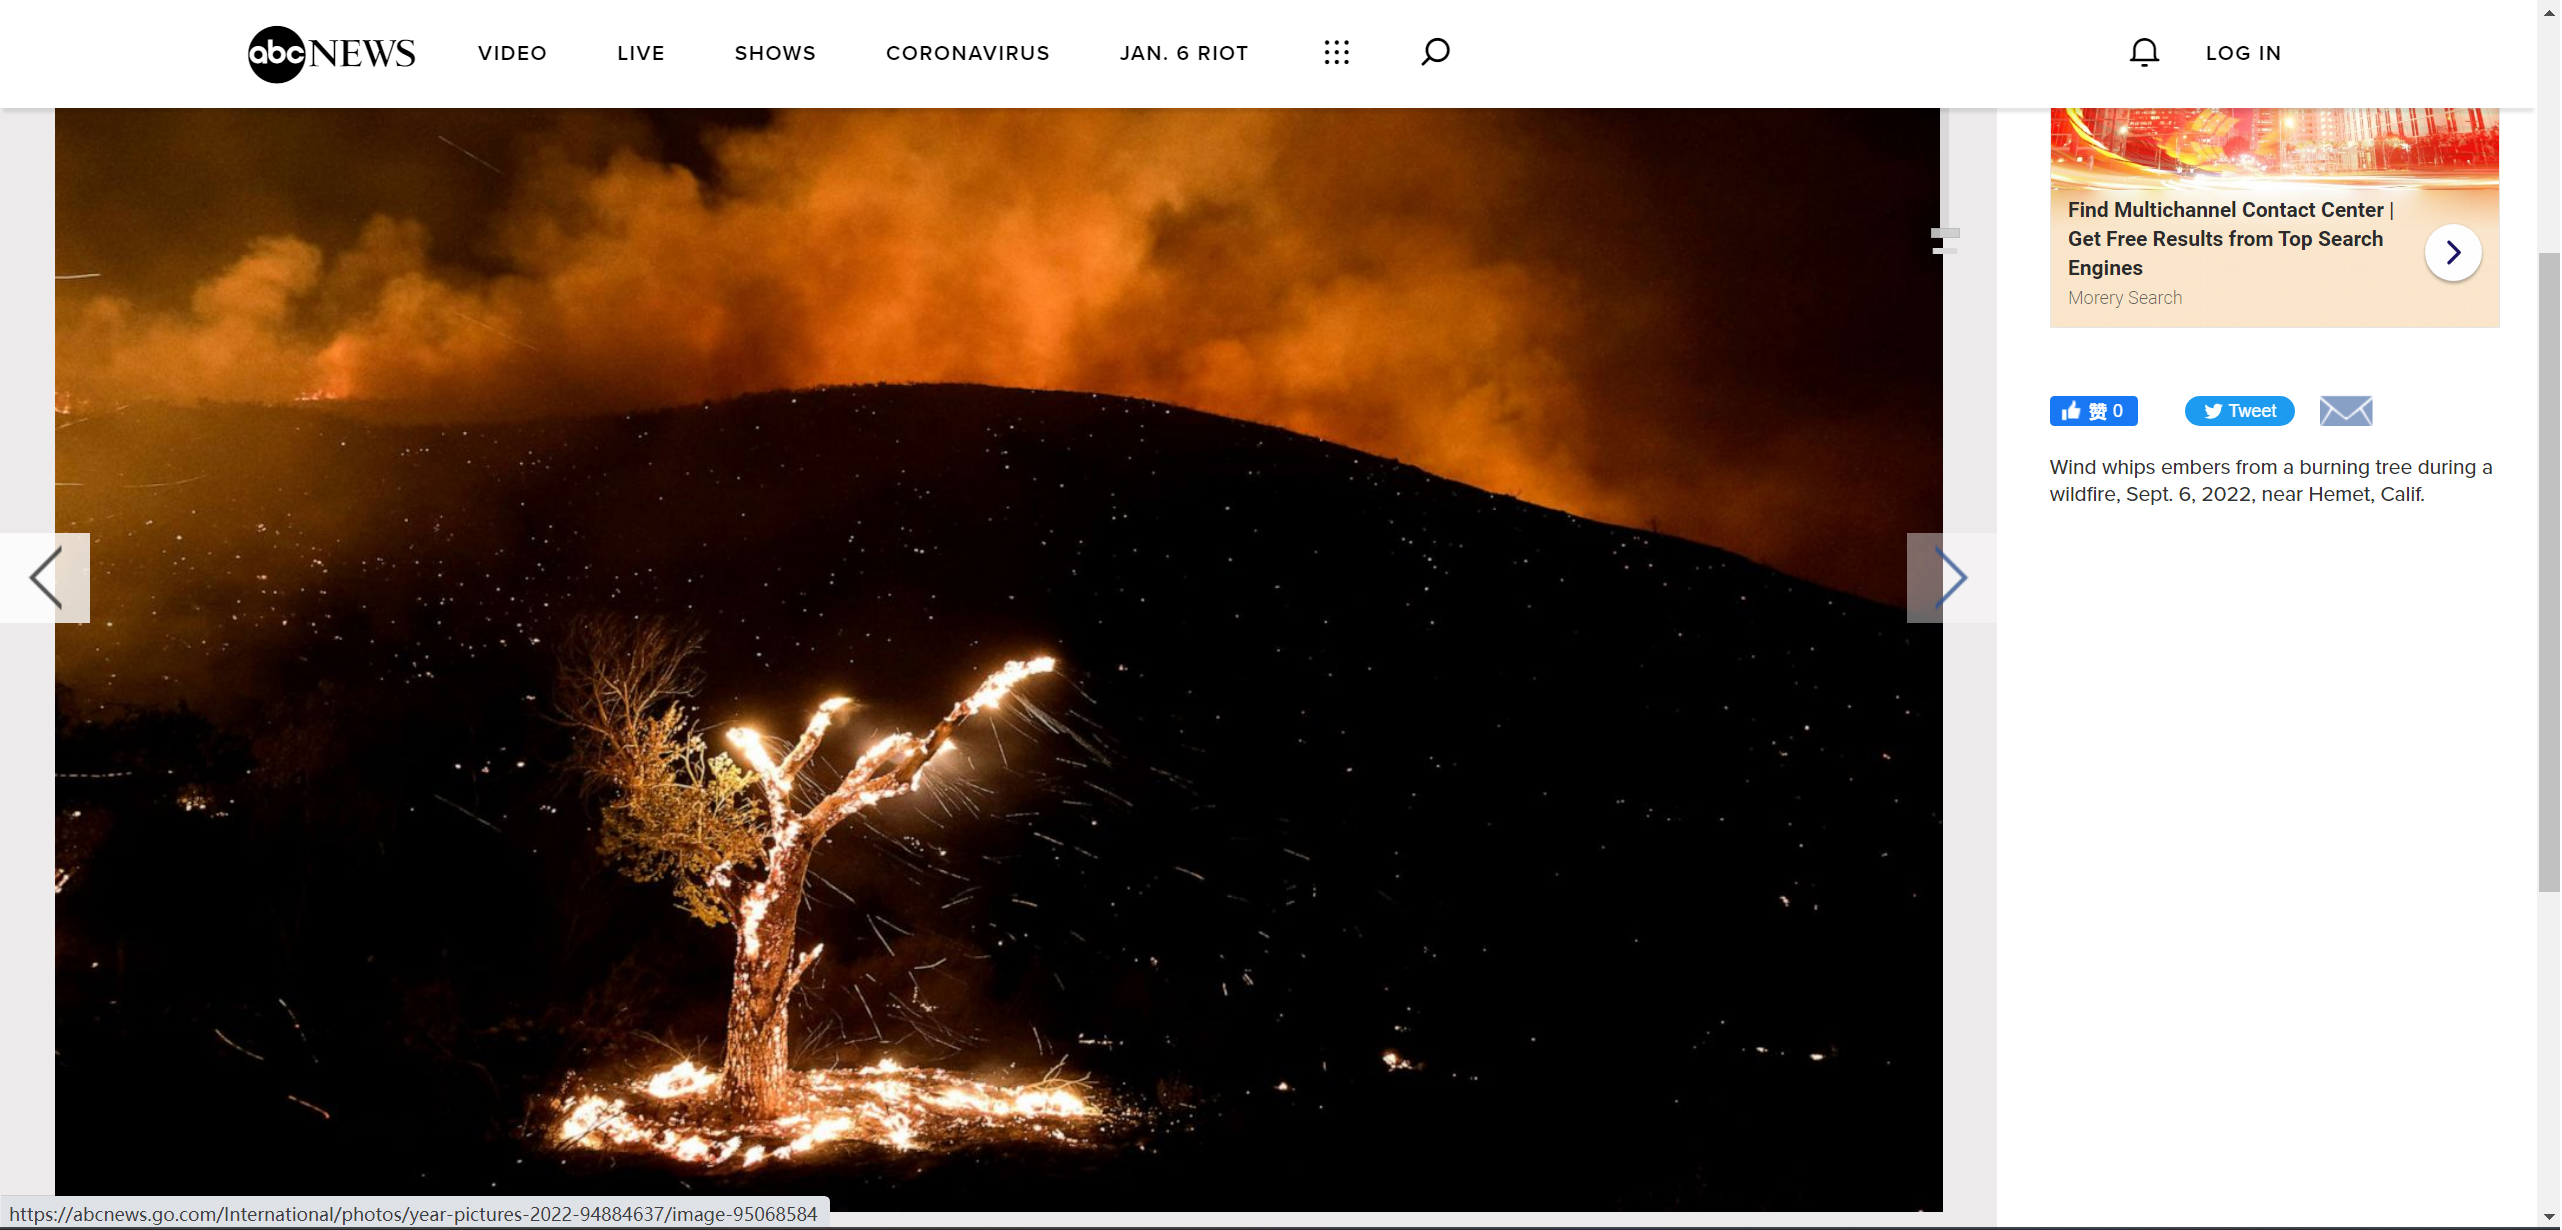 abc NEWS
VIDEO
LIVE
SHOWS
CORONAVIRUS
JAN. 6 RIOT
LOG IN
Find Multichannel Contact Center |
Get Free Results from Top Search
Engines
Morery Search
赞 0
Tweet
Wind whips embers from a burning tree during a
wildfire, Sept. 6, 2022, near Hemet, Calif.
https://abcnews.go.com/International/photos/year-pictures-2022-94884637/image-95068584